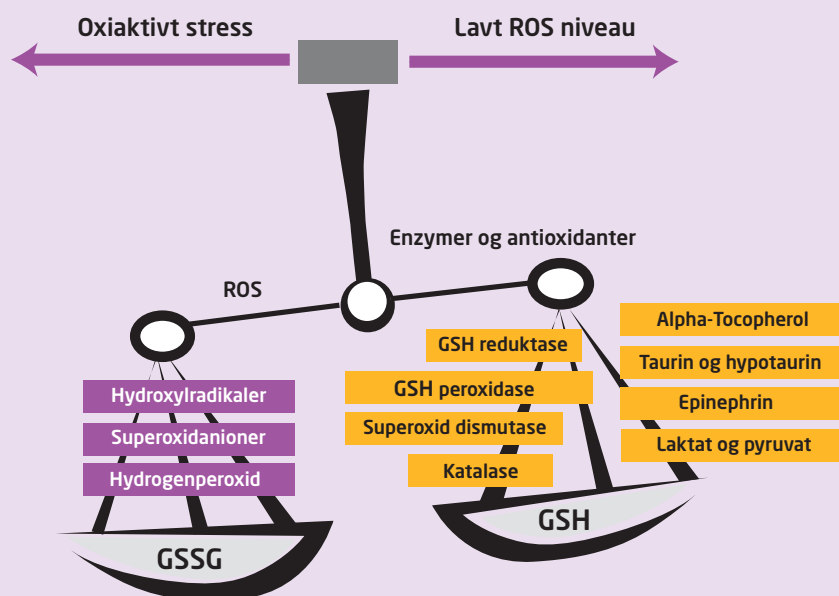 Oxiaktivt stress
Lavt ROS niveau
Enzymer og antioxidanter
ROS
Hydroxylradikaler
Superoxidanioner
Hydrogenperoxid
GSSG
GSH reduktase
GSH peroxidase
Superoxid dismutase
Katalase
Alpha-Tocopherol
Taurin og hypotaurin
Epinephrin
Laktat og pyruvat
GSH